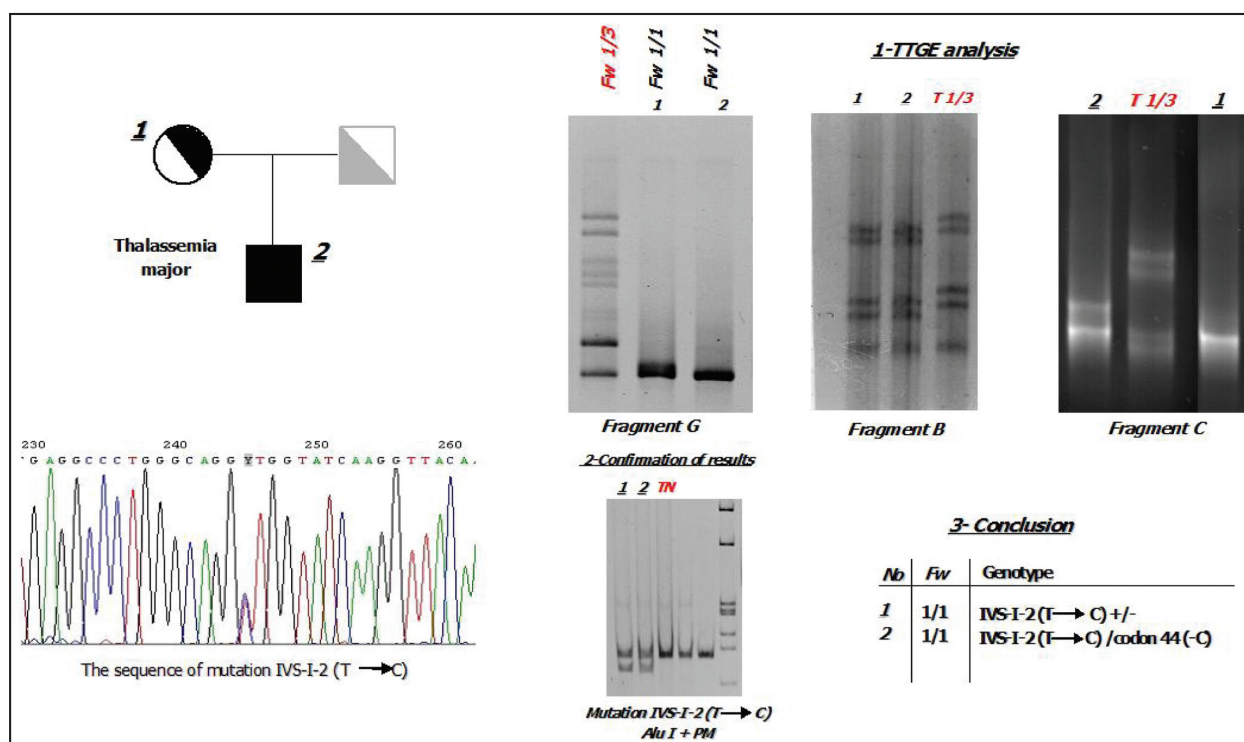 1
Thalassemia
major
2
Fw 1/3
Fw 1/1
Fw 1/1
1 2
Fragment G
1-TTGE analysis
1 2 T 1/3
Fragment B
2 T 1/3 1
Fragment C
230 240 250 260
GAGGCCCTGGGCAGGYTGGTATCAAGGTTACA
The sequence of mutation IVS-I-2 (T → C)
2-Confirmation of results
1 2 TN
Mutation IVS-I-2 (T → C)
Alu I + PM
3- Conclusion
No Fw Genotype
1 1/1 IVS-I-2 (T → C) +/-
2 1/1 IVS-I-2 (T → C) /codon 44 (-C)